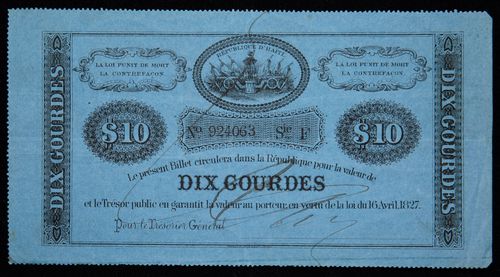 RÉPUBLIQUE D'HAITI
LA LOI PUNIT DE MORT
LA CONTREFAÇON.
LA LOI PUNIT DE MORT
LA CONTREFAÇON.
DIX GOURDES
$10
No 924063 Sie F
$10
DIX GOURDES
Le présent Billet circulera dans la République pour la valeur de
DIX GOURDES
et le Trésor public en garantit la valeur au porteur, en vertu de la loi du 16 Avril, 1827.
Pour le Trésorier Général